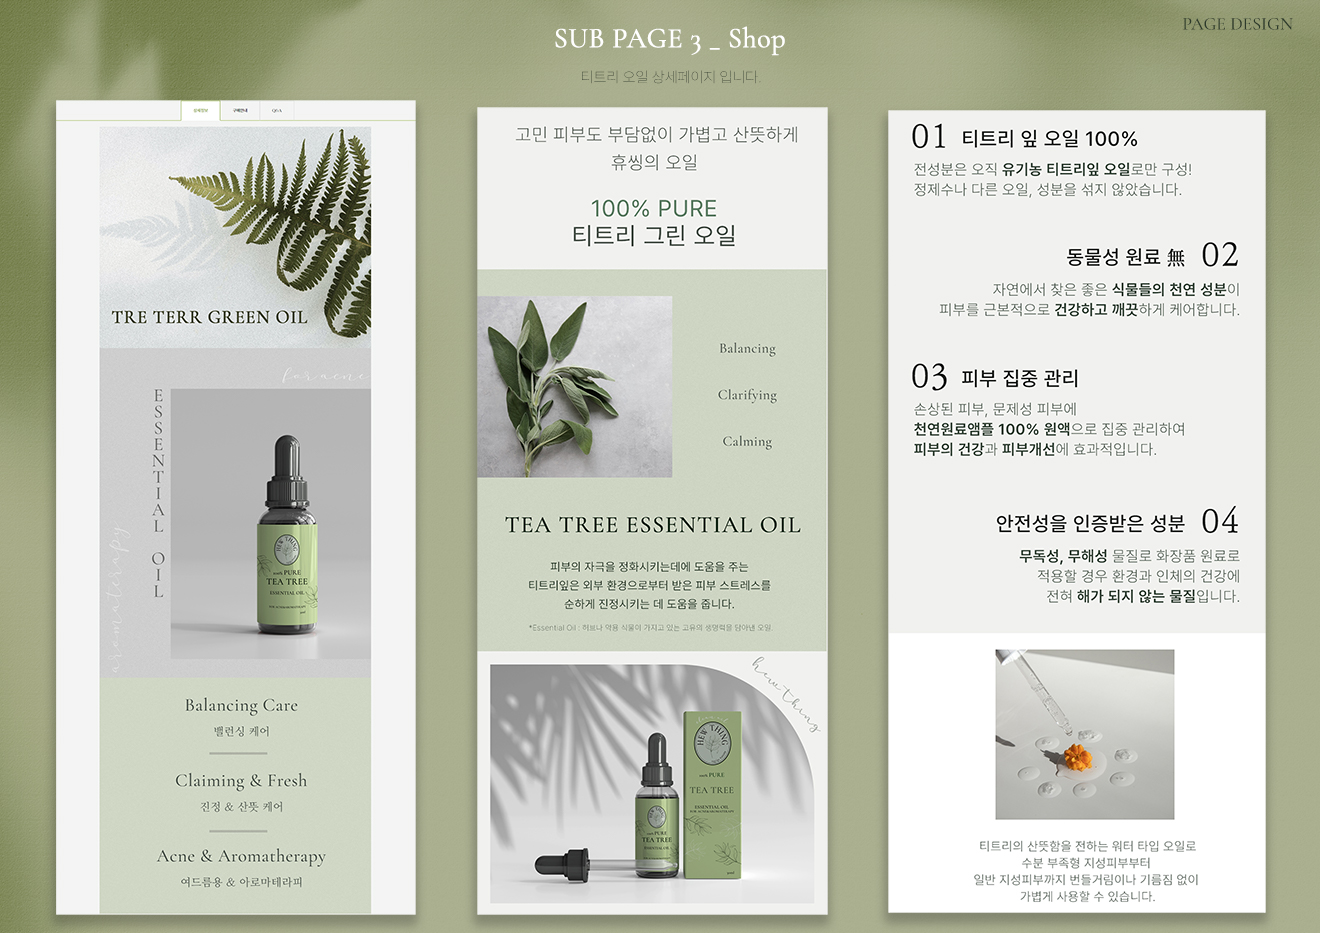 PAGE DESIGN
SUB PAGE 3 _ Shop
티트리 오일 상세페이지 입니다.
상세정보
구매안내
Q&A
TRE TERR GREEN OIL
for acne
ESSENTIAL OIL
aromatherapy
HEW THING
100% PURE
TEA TREE
ESSENTIAL OIL
Balancing Care
밸런싱 케어
Claiming & Fresh
진정 & 산뜻 케어
Acne & Aromatherapy
여드름용 & 아로마테라피
고민 피부도 부담없이 가볍고 산뜻하게
휴씽의 오일
100% PURE
티트리 그린 오일
Balancing
Clarifying
Calming
TEA TREE ESSENTIAL OIL
피부의 자극을 정화시키는데에 도움을 주는
티트리잎은 외부 환경으로부터 받은 피부 스트레스를
순하게 진정시키는 데 도움을 줍니다.
*Essential Oil : 허브나 약용 식물이 가지고 있는 고유의 생명력을 담아낸 오일.
hew thing
HEW THING
100% PURE
TEA TREE
ESSENTIAL OIL
FOR ACNE&AROMATHERAPY
HEW THING
100% PURE
TEA TREE
ESSENTIAL OIL
01 티트리 잎 오일 100%
전성분은 오직 유기농 티트리잎 오일로만 구성!
정제수나 다른 오일, 성분을 섞지 않았습니다.
동물성 원료 無 02
자연에서 찾은 좋은 식물들의 천연 성분이
피부를 근본적으로 건강하고 깨끗하게 케어합니다.
03 피부 집중 관리
손상된 피부, 문제성 피부에
천연원료앰플 100% 원액으로 집중 관리하여
피부의 건강과 피부개선에 효과적입니다.
안전성을 인증받은 성분 04
무독성, 무해성 물질로 화장품 원료로
적용할 경우 환경과 인체의 건강에
전혀 해가 되지 않는 물질입니다.
티트리의 산뜻함을 전하는 워터 타입 오일로
수분 부족형 지성피부부터
일반 지성피부까지 번들거림이나 기름짐 없이
가볍게 사용할 수 있습니다.